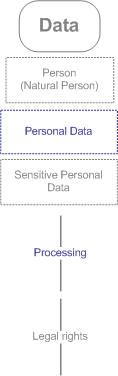 Data
Person
(Natural Person)
Personal Data
Sensitive Personal
Data
Processing
Legal rights